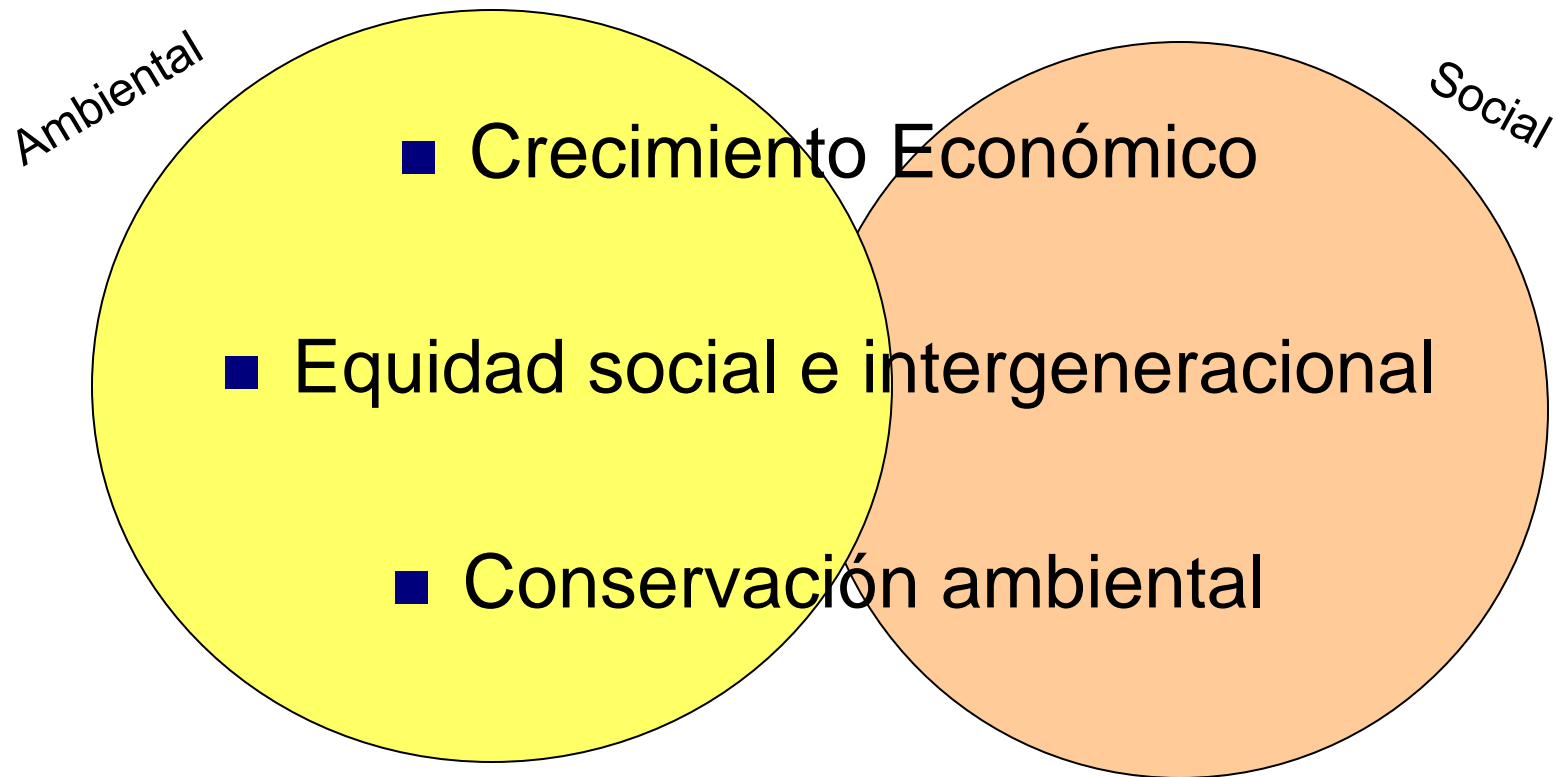 Ambiental
Social
■ Crecimiento Económico
■ Equidad social e intergeneracional
■ Conservación ambiental